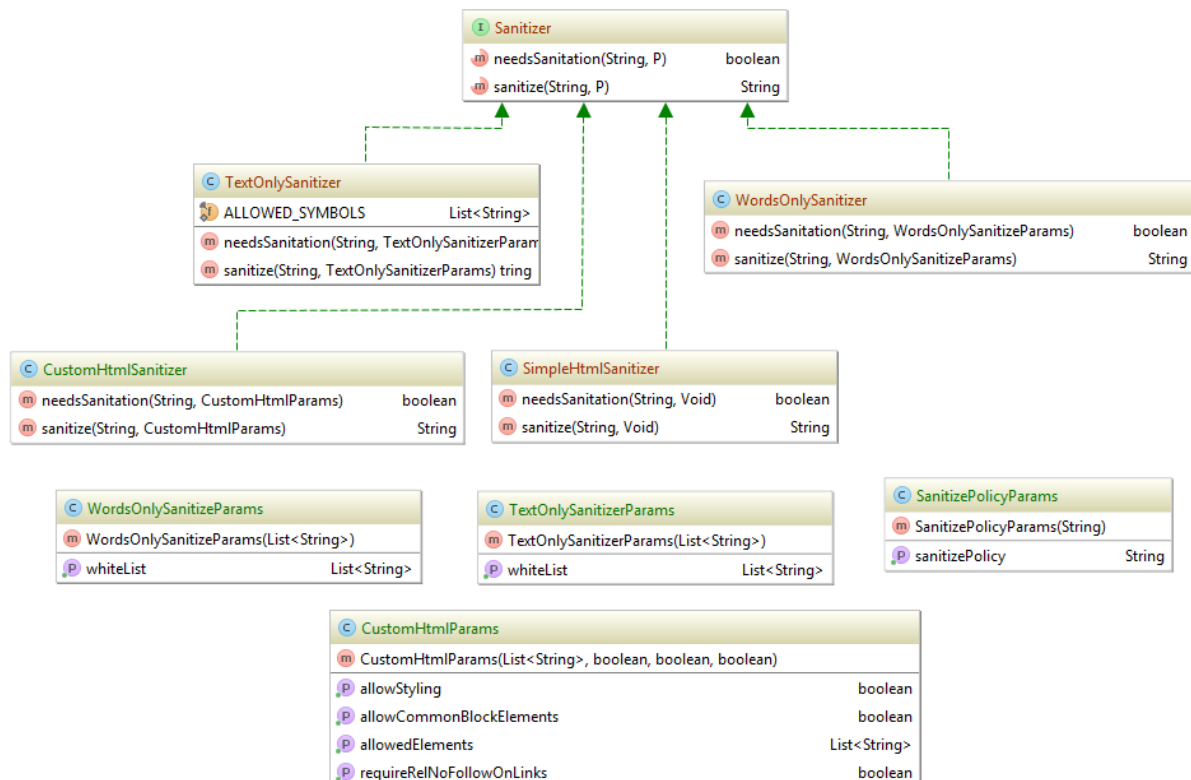 I Sanitizer
m needsSanitation(String, P) boolean
m sanitize(String, P) String
C TextOnlySanitizer
f ALLOWED_SYMBOLS List<String>
m needsSanitation(String, TextOnlySanitizerParam
m sanitize(String, TextOnlySanitizerParams) tring
C WordsOnlySanitizer
m needsSanitation(String, WordsOnlySanitizeParams) boolean
m sanitize(String, WordsOnlySanitizeParams) String
C CustomHtmlSanitizer
m needsSanitation(String, CustomHtmlParams) boolean
m sanitize(String, CustomHtmlParams) String
C SimpleHtmlSanitizer
m needsSanitation(String, Void) boolean
m sanitize(String, Void) String
C WordsOnlySanitizeParams
m WordsOnlySanitizeParams(List<String>)
P whiteList List<String>
C TextOnlySanitizerParams
m TextOnlySanitizerParams(List<String>)
P whiteList List<String>
C SanitizePolicyParams
m SanitizePolicyParams(String)
P sanitizePolicy String
C CustomHtmlParams
m CustomHtmlParams(List<String>, boolean, boolean, boolean)
P allowStyling boolean
P allowCommonBlockElements boolean
P allowedElements List<String>
P requireRelNoFollowOnLinks boolean